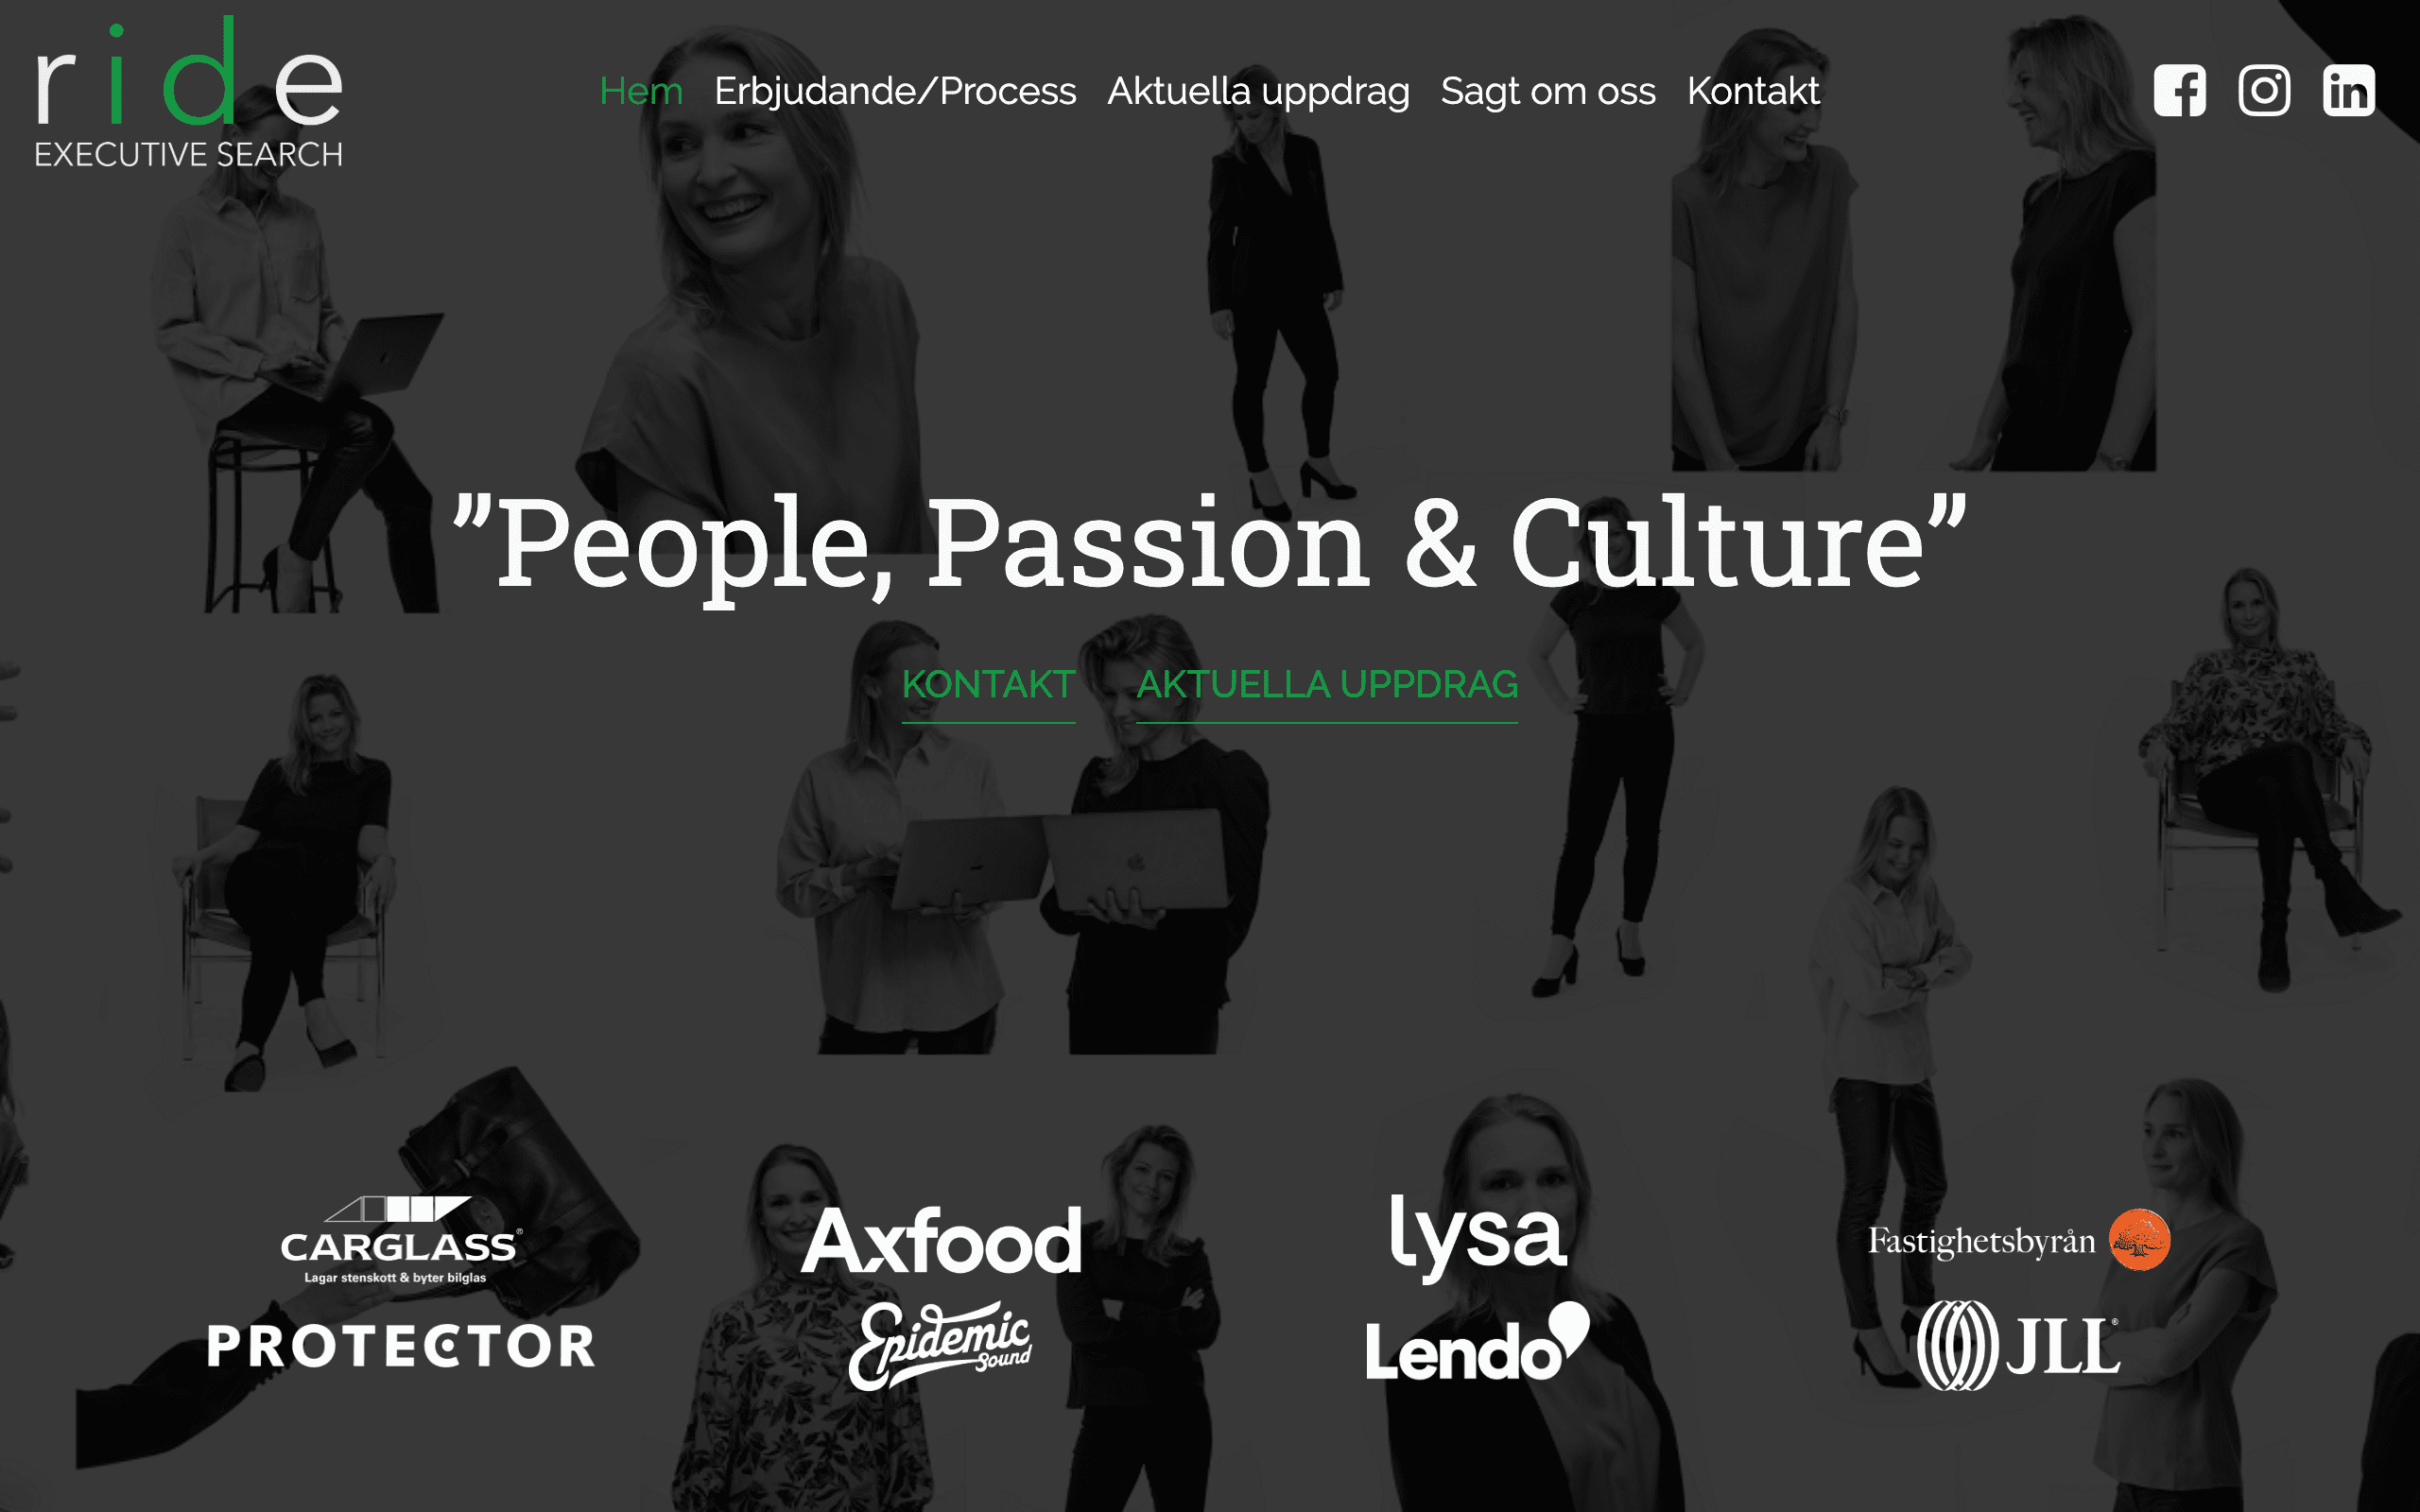 ride
EXECUTIVE SEARCH
Hem Erbjudande/Process Aktuella uppdrag Sagt om oss Kontakt
”People, Passion & Culture”
KONTAKT AKTUELLA UPPDRAG
CARGLASS®
Lagar stenskott & byter bilglas
Axfood
lysa
Fastighetsbyrån
PROTECTOR
Epidemic
Sound
Lendo
JLL®